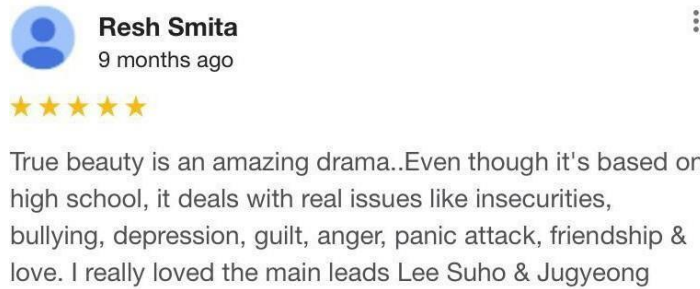 Resh Smita
9 months ago
True beauty is an amazing drama..Even though it's based on
high school, it deals with real issues like insecurities,
bullying, depression, guilt, anger, panic attack, friendship &
love. I really loved the main leads Lee Suho & Jugyeong